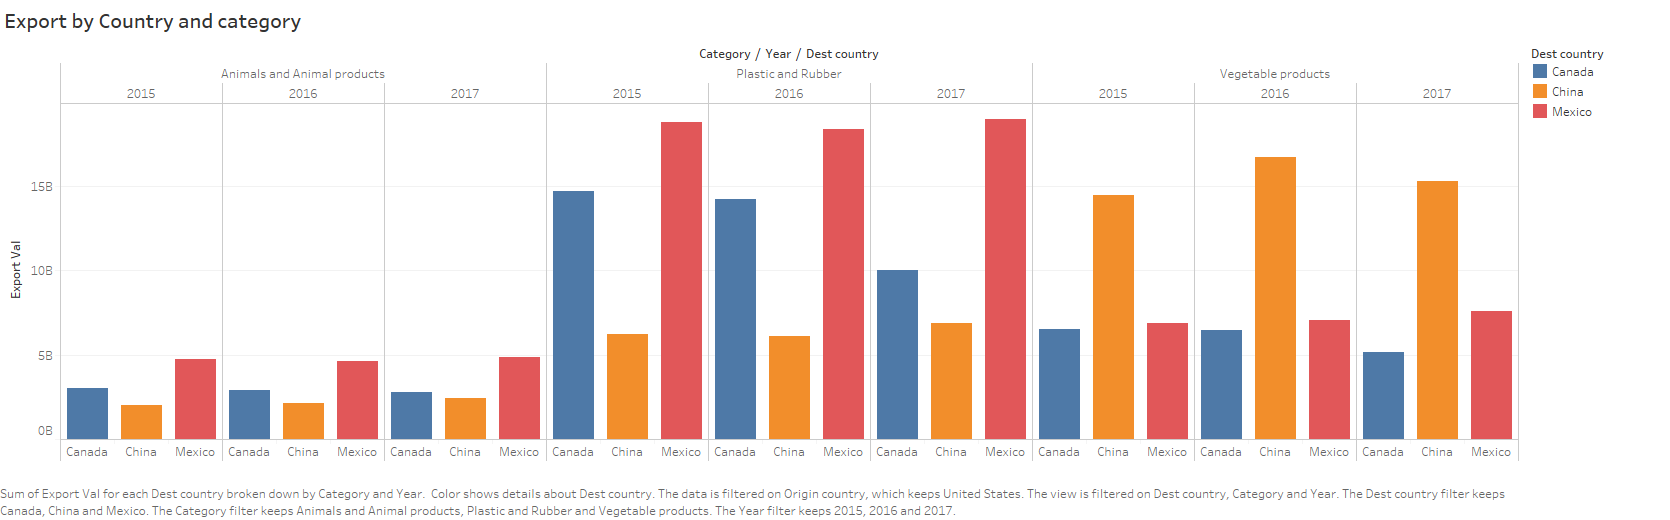 Export by Country and category
Category / Year / Dest country
Dest country
Animals and Animal products
Plastic and Rubber
Vegetable products
Canada
China
Mexico
2015
2016
2017
2015
2016
2017
2015
2016
2017
Export Val
15B
10B
5B
0B
Canada China Mexico Canada China Mexico Canada China Mexico Canada China Mexico Canada China Mexico Canada China Mexico Canada China Mexico Canada China Mexico Canada China Mexico
Sum of Export Val for each Dest country broken down by Category and Year.  Color shows details about Dest country. The data is filtered on Origin country, which keeps United States. The view is filtered on Dest country, Category and Year. The Dest country filter keeps
Canada, China and Mexico. The Category filter keeps Animals and Animal products, Plastic and Rubber and Vegetable products. The Year filter keeps 2015, 2016 and 2017.